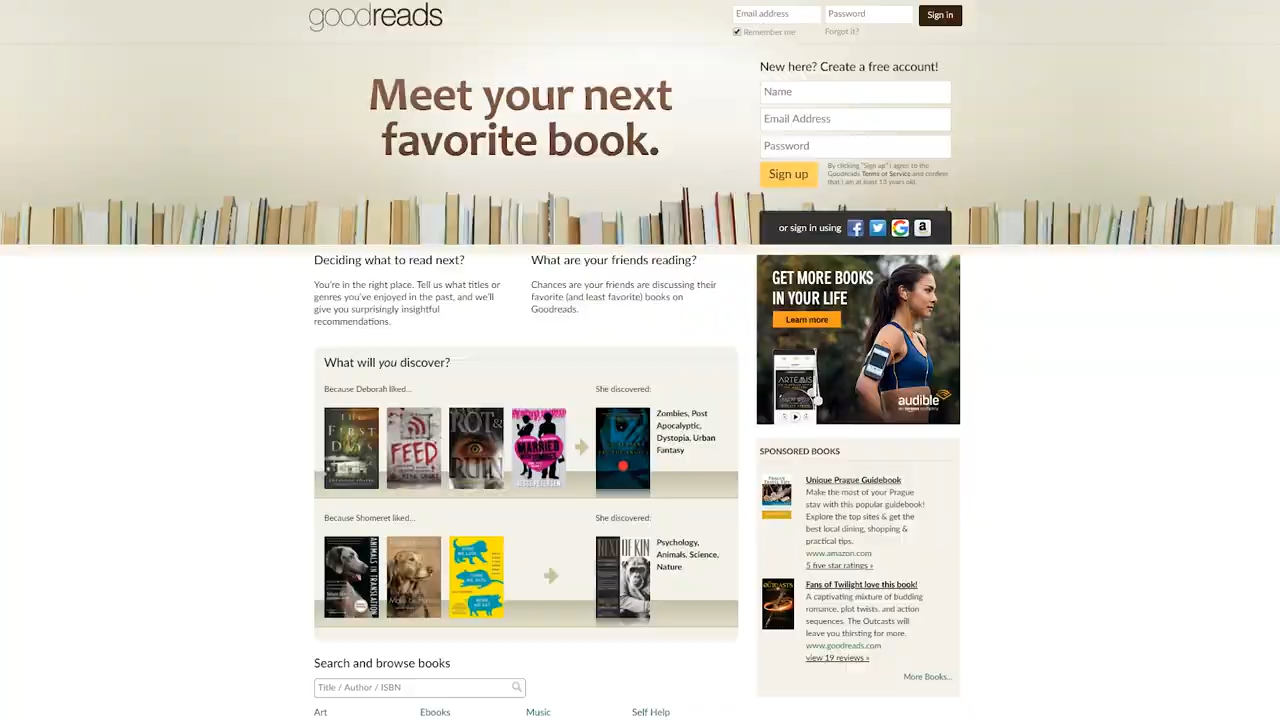 goodreads
Email address
Password
Sign in
Remember me
Forgot it?
Meet your next
favorite book.
New here? Create a free account!
Name
Email Address
Password
Sign up
By clicking "Sign up" I agree to the
Goodreads Terms of Service and confirm
that I am at least 13 years old.
or sign in using
Deciding what to read next?
You're in the right place. Tell us what titles or
genres you've enjoyed in the past, and we'll
give you surprisingly insightful
recommendations.
What are your friends reading?
Chances are your friends are discussing their
favorite (and least favorite) books on
Goodreads.
GET MORE BOOKS
IN YOUR LIFE
Learn more
ARTEMIS
audible
an amazon company
What will you discover?
Because Deborah liked…
She discovered:
THE
FIRST
DAYS
FEED
ROT &
RUIN
MARRIED
Zombies, Post
Apocalyptic,
Dystopia, Urban
Fantasy
Because Shomeret liked…
She discovered:
ANIMALS IN
TRANSLATION
Psychology,
Animals, Science,
Nature
SPONSORED BOOKS
Unique Prague Guidebook
Make the most of your Prague
stay with this popular guidebook!
Explore the top sites & get the
best local dining, shopping &
practical tips.
www.amazon.com
5 five star ratings »
OUTCASTS
Fans of Twilight love this book!
A captivating mixture of budding
romance, plot twists, and action
sequences. The Outcasts will
leave you thirsting for more.
www.goodreads.com
view 19 reviews »
More Books...
Search and browse books
Title / Author / ISBN
Art
Ebooks
Music
Self Help